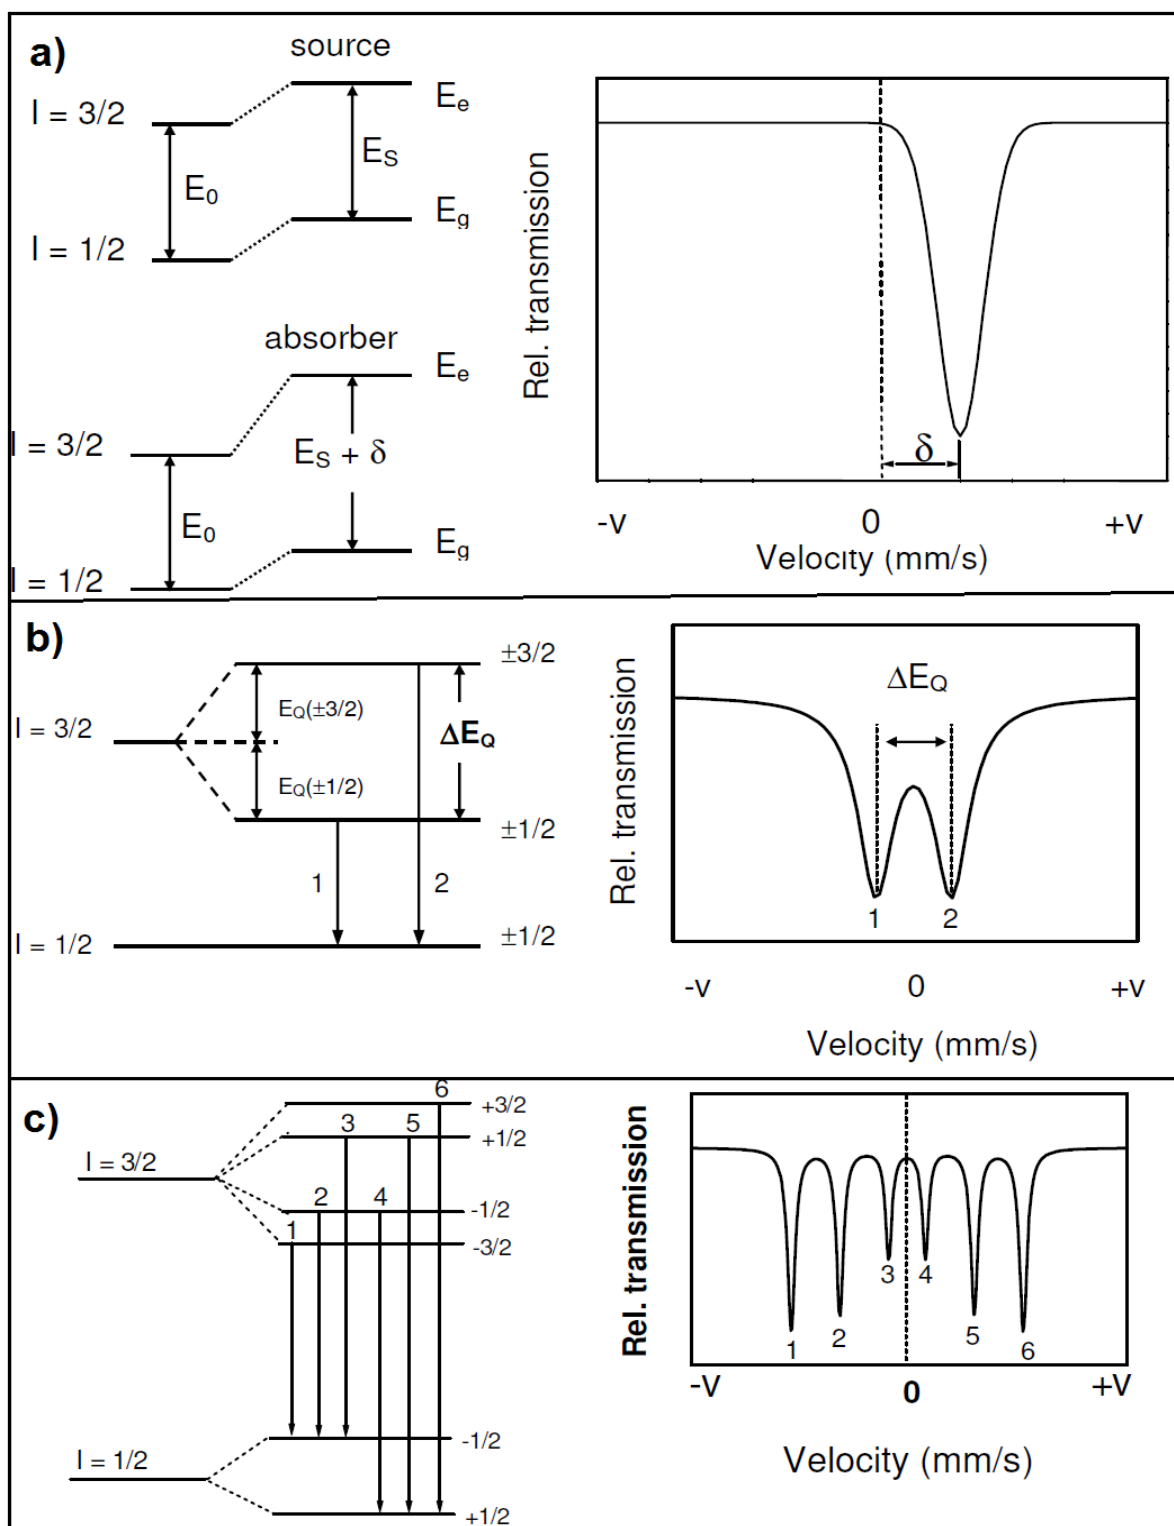 a)
source
I = 3/2
E₀
I = 1/2
Eₑ
E_S
E_g
absorber
I = 3/2
E₀
I = 1/2
Eₑ
E_S + δ
E_g
Rel. transmission
δ
-v 0 +v
Velocity (mm/s)
b)
I = 3/2
I = 1/2
E_Q(±3/2)
E_Q(±1/2)
ΔE_Q
±3/2
±1/2
±1/2
1 2
Rel. transmission
ΔE_Q
1 2
-v 0 +v
Velocity (mm/s)
c)
I = 3/2
I = 1/2
1 2 3 4 5 6
+3/2
+1/2
-1/2
-3/2
-1/2
+1/2
Rel. transmission
1 2 3 4 5 6
-v 0 +v
Velocity (mm/s)